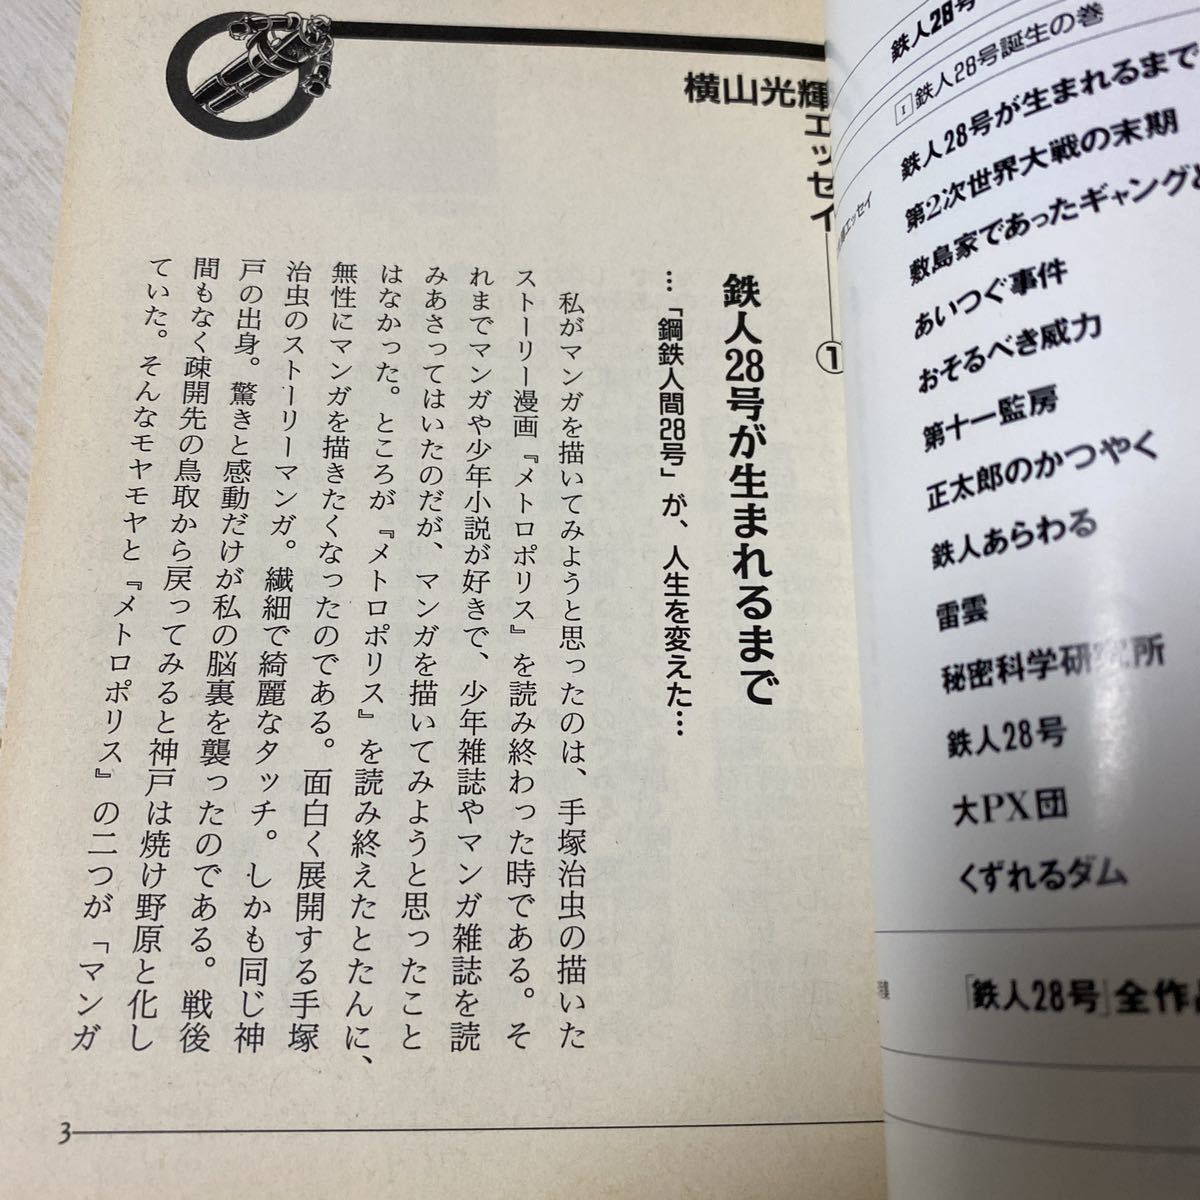 横山光輝エッセイ
1
鉄人28号が生まれるまで
…「鋼鉄人間28号」が、人生を変えた…
私がマンガを描いてみようと思ったのは、手塚治虫の描いた
ストーリー漫画『メトロポリス』を読み終わった時である。そ
れまでマンガや少年小説が好きで、少年雑誌やマンガ雑誌を読
みあさってはいたのだが、マンガを描いてみようと思ったこと
はなかった。ところが『メトロポリス』を読み終えたとたんに、
無性にマンガを描きたくなったのである。面白く展開する手塚
治虫のストーリーマンガ。繊細で綺麗なタッチ。しかも同じ神
戸の出身。驚きと感動だけが私の脳裏を襲ったのである。戦後
間もなく疎開先の鳥取から戻ってみると神戸は焼け野原と化し
ていた。そんなモヤモヤと『メトロポリス』の二つが「マンガ
3
鉄人28号
1 鉄人28号誕生の巻
エッセイ
鉄人28号が生まれるまで
第2次世界大戦の末期
敷島家であったギャングと
あいつぐ事件
おそるべき威力
第十一監房
正太郎のかつやく
鉄人あらわる
雷雲
秘密科学研究所
鉄人28号
大PX団
くずれるダム
「鉄人28号」全作品